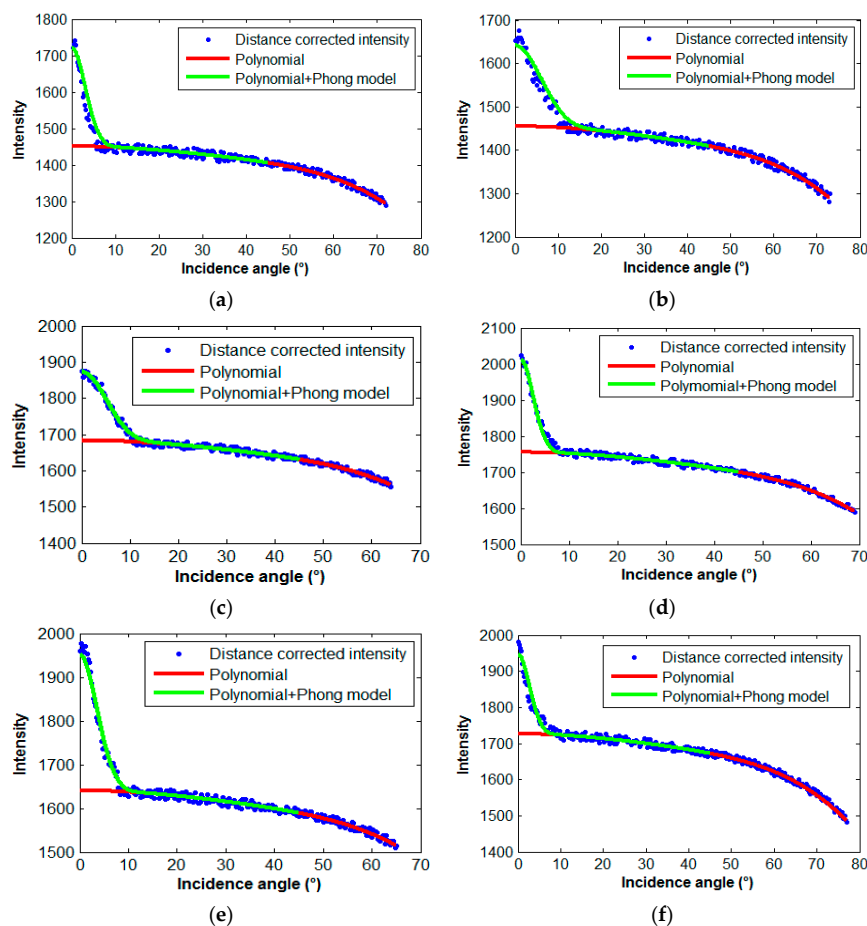 1800
1700
1600
1500
1400
1300
1200
Intensity
Distance corrected intensity
Polynomial
Polynomial+Phong model
0 10 20 30 40 50 60 70 80
Incidence angle (°)
(a)
1700
1600
1500
1400
1300
1200
Intensity
Distance corrected intensity
Polynomial
Polynomial+Phong model
0 10 20 30 40 50 60 70 80
Incidence angle (°)
(b)
2000
1900
1800
1700
1600
1500
1400
Intensity
Distance corrected intensity
Polynomial
Polynomial+Phong model
0 10 20 30 40 50 60 70
Incidence angle (°)
(c)
2100
2000
1900
1800
1700
1600
1500
Intensity
Distance corrected intensity
Polynomial
Polymomial+Phong model
0 10 20 30 40 50 60 70
Incidence angle (°)
(d)
2000
1900
1800
1700
1600
1500
Intensity
Distance corrected intensity
Polynomial
Polynomial+Phong model
0 10 20 30 40 50 60 70
Incidence angle (°)
(e)
2000
1900
1800
1700
1600
1500
1400
Intensity
Distance corrected intensity
Polynomial
Polynomial+Phong model
0 10 20 30 40 50 60 70 80
Incidence angle (°)
(f)